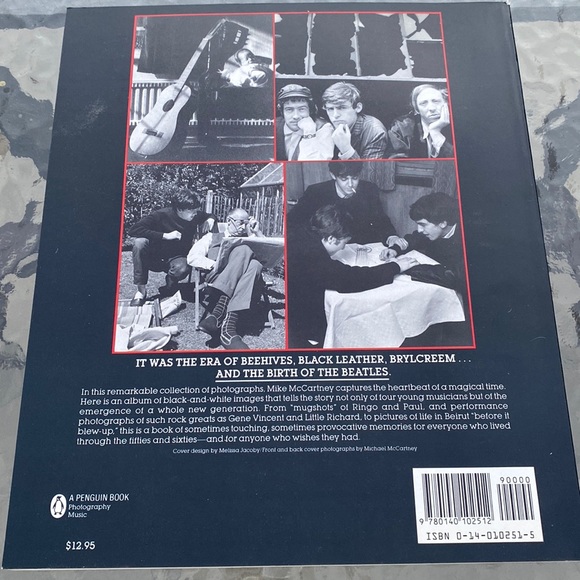 IT WAS THE ERA OF BEEHIVES, BLACK LEATHER, BRYLCREEM . . .
AND THE BIRTH OF THE BEATLES.
In this remarkable collection of photographs, Mike McCartney captures the heartbeat of a magical time.
Here is an album of black-and-white images that tells the story not only of four young musicians but of the
emergence of a whole new generation. From "mugshots" of Ringo and Paul, and performance
photographs of such rock greats as Gene Vincent and Little Richard, to pictures of life in Beirut "before it
blew-up," this is a book of sometimes touching, sometimes provocative memories for everyone who lived
through the fifties and sixties—and for anyone who wishes they had.
Cover design by Melissa Jacoby/Front and back cover photographs by Michael McCartney
A PENGUIN BOOK
Photography
Music
$12.95
90000
9 780140 102512
ISBN 0-14-010251-5